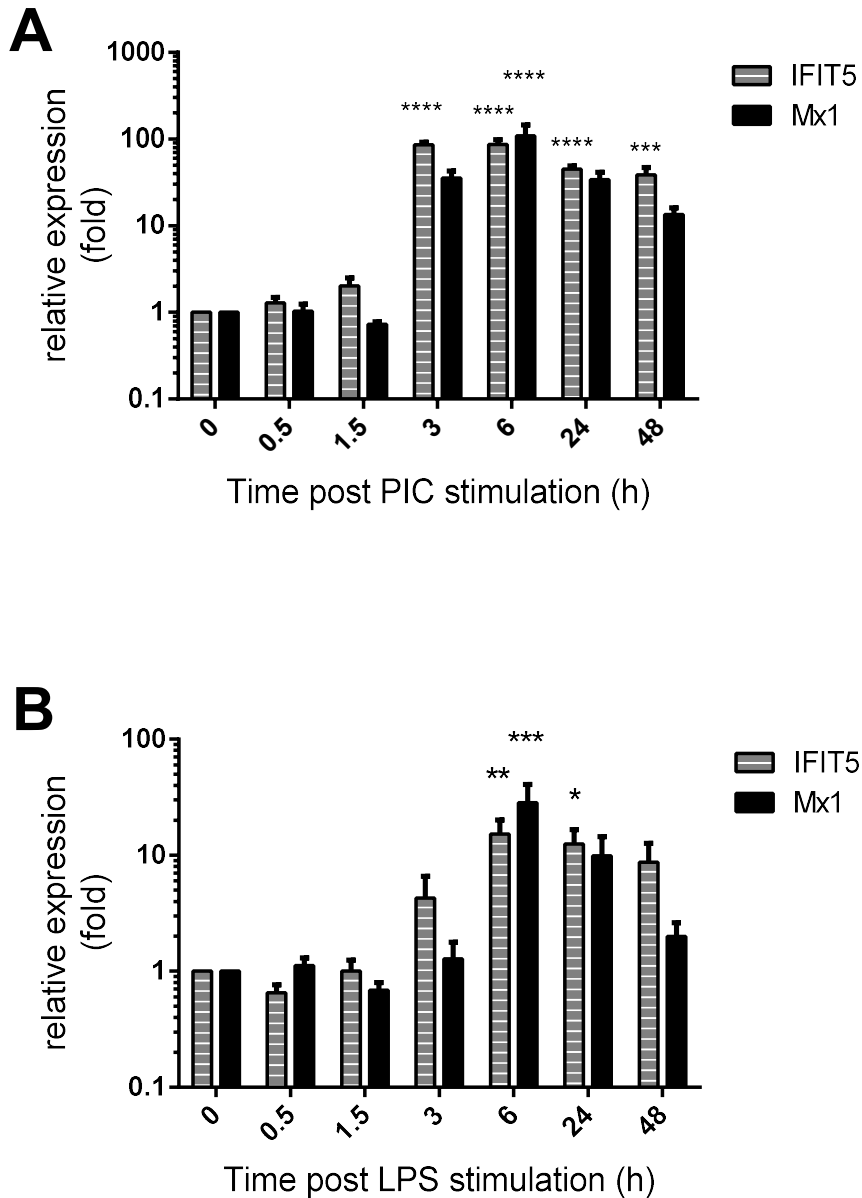 A
1000
100
10
1
0.1
relative expression
(fold)
**** **** **** **** ***
IFIT5
Mx1
0 0.5 1.5 3 6 24 48
Time post PIC stimulation (h)
B
100
10
1
0.1
relative expression
(fold)
** *** *
IFIT5
Mx1
0 0.5 1.5 3 6 24 48
Time post LPS stimulation (h)